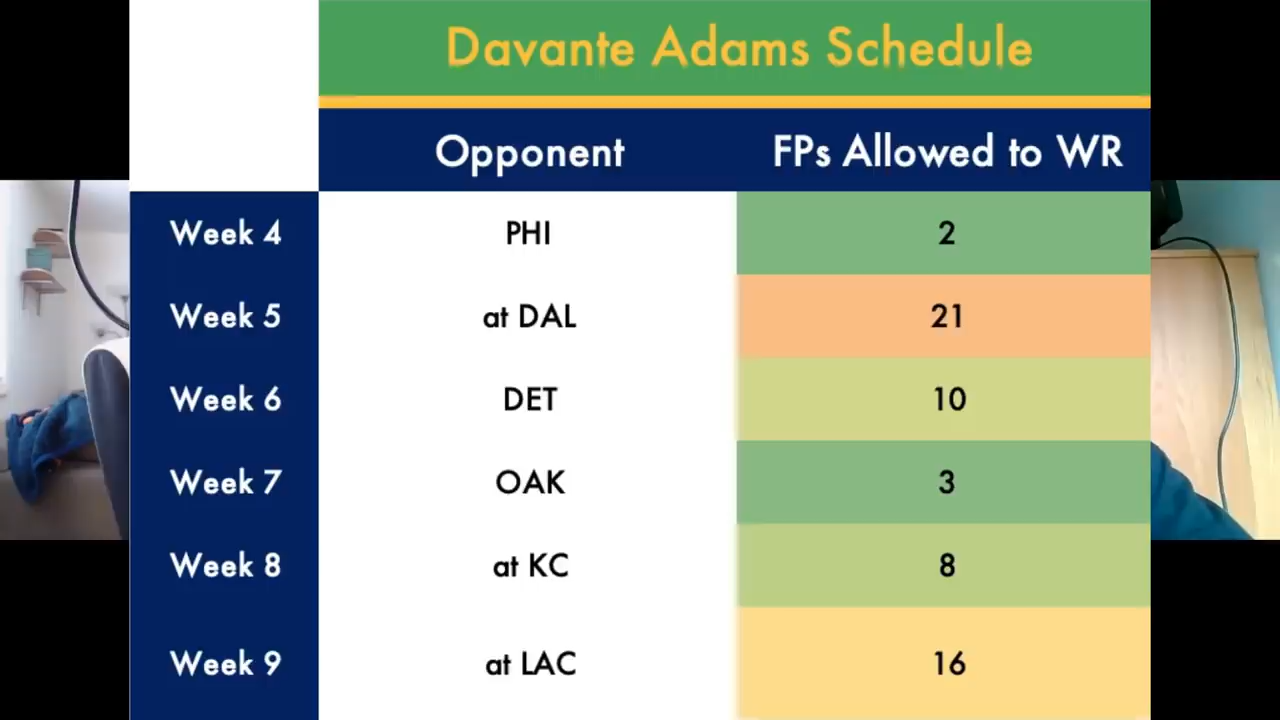 Davante Adams Schedule
Opponent FPs Allowed to WR
Week 4 PHI 2
Week 5 at DAL 21
Week 6 DET 10
Week 7 OAK 3
Week 8 at KC 8
Week 9 at LAC 16